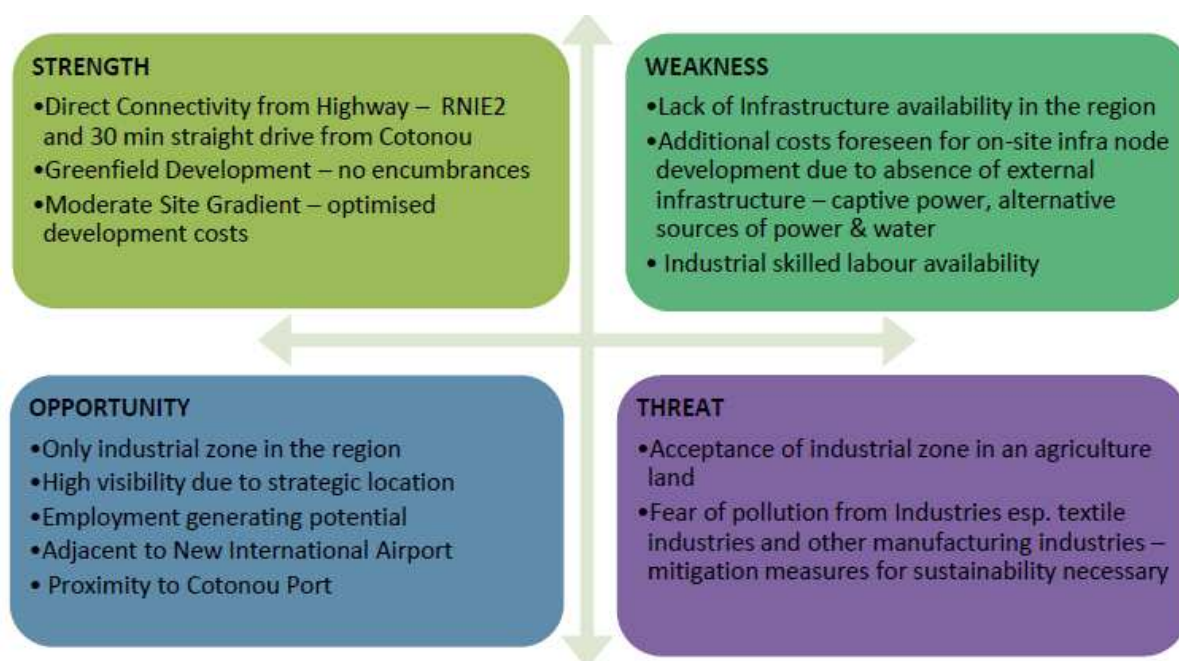 STRENGTH
•Direct Connectivity from Highway – RNIE2
and 30 min straight drive from Cotonou
•Greenfield Development – no encumbrances
•Moderate Site Gradient – optimised
development costs
WEAKNESS
•Lack of Infrastructure availability in the region
•Additional costs foreseen for on-site infra node
development due to absence of external
infrastructure – captive power, alternative
sources of power & water
• Industrial skilled labour availability
OPPORTUNITY
•Only industrial zone in the region
•High visibility due to strategic location
•Employment generating potential
•Adjacent to New International Airport
• Proximity to Cotonou Port
THREAT
•Acceptance of industrial zone in an agriculture
land
•Fear of pollution from Industries esp. textile
industries and other manufacturing industries –
mitigation measures for sustainability necessary